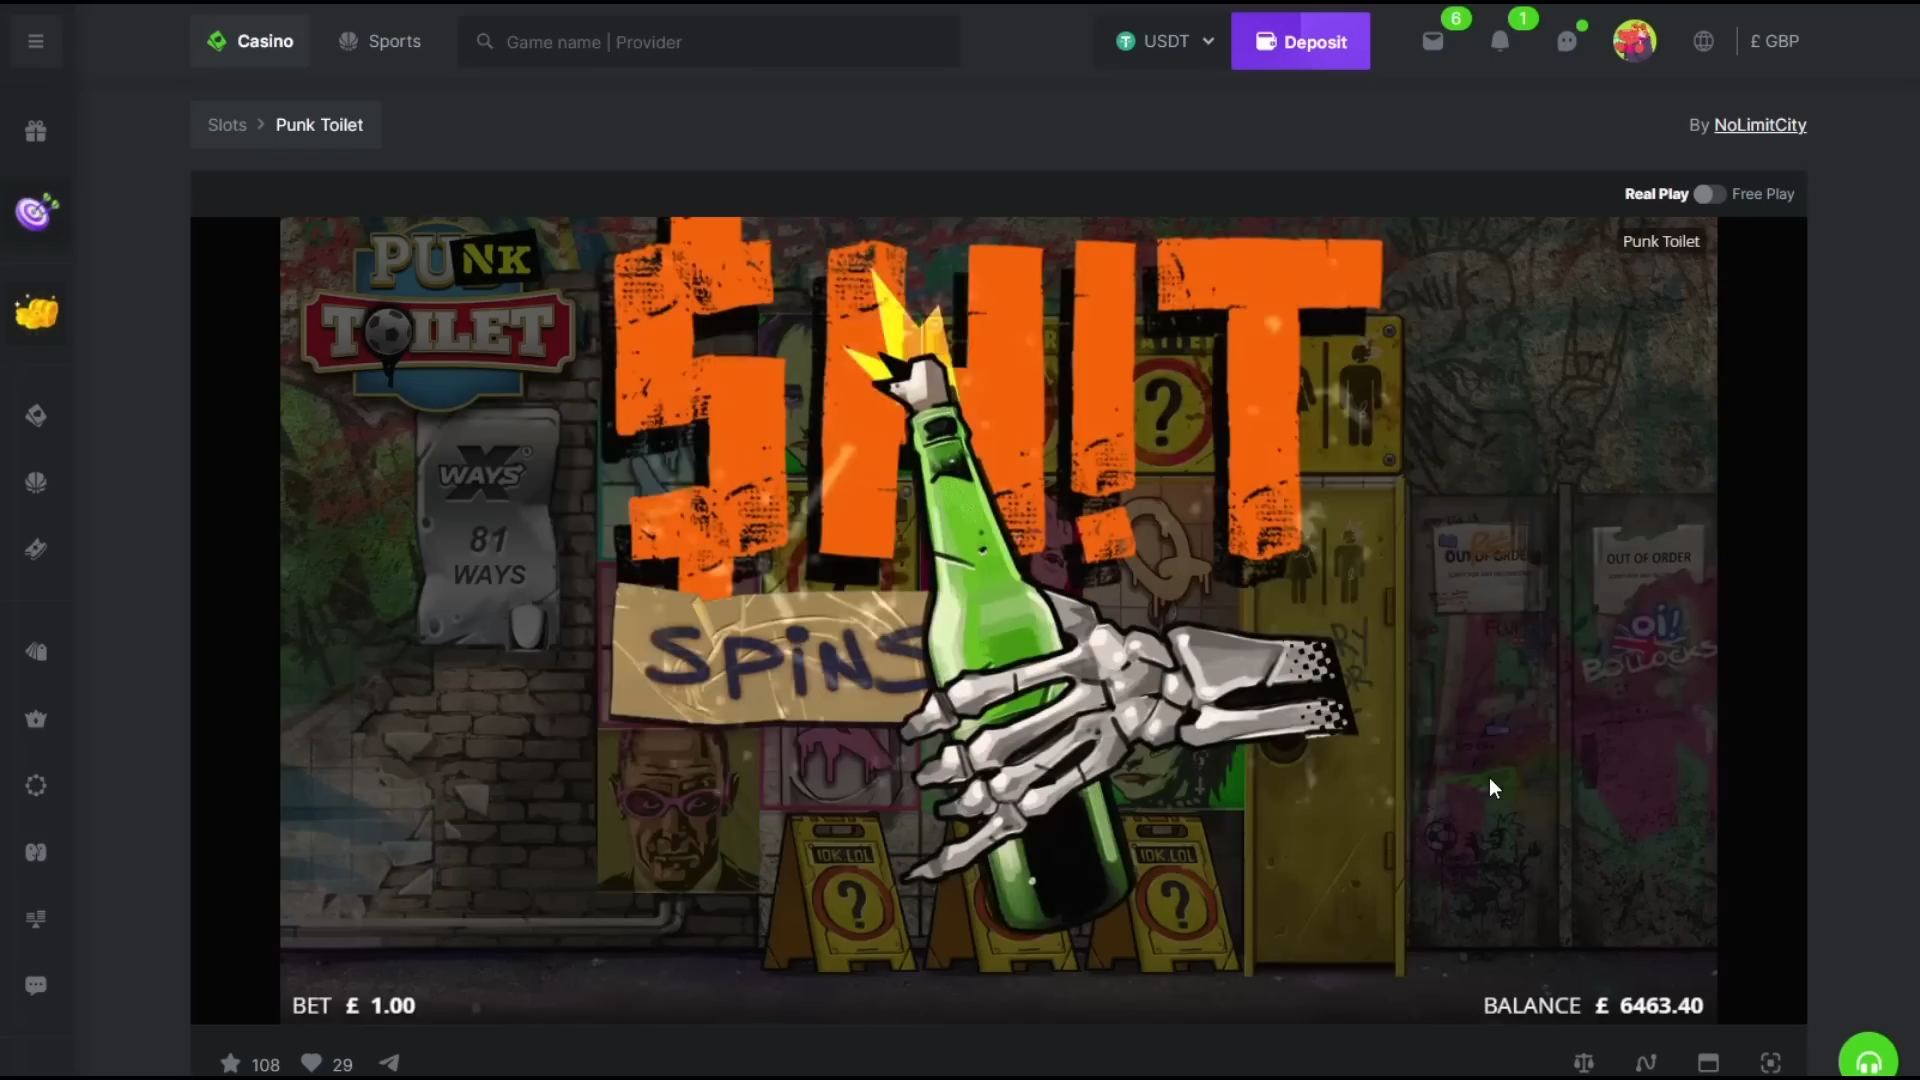 6
1
Casino
Sports
Game name | Provider
USDT
Deposit
£ GBP
Slots > Punk Toilet
By NoLimitCity
Real Play
Free Play
Punk Toilet
PUNK
TOILET
$H!T
SPiNS
X
WAYS
81
WAYS
OUT OF ORDER
OUT OF ORDER
oi!
BOLLOCKS
?
10K.LOL
10K.LOL
?
?
BET £ 1.00
BALANCE £ 6463.40
108
29